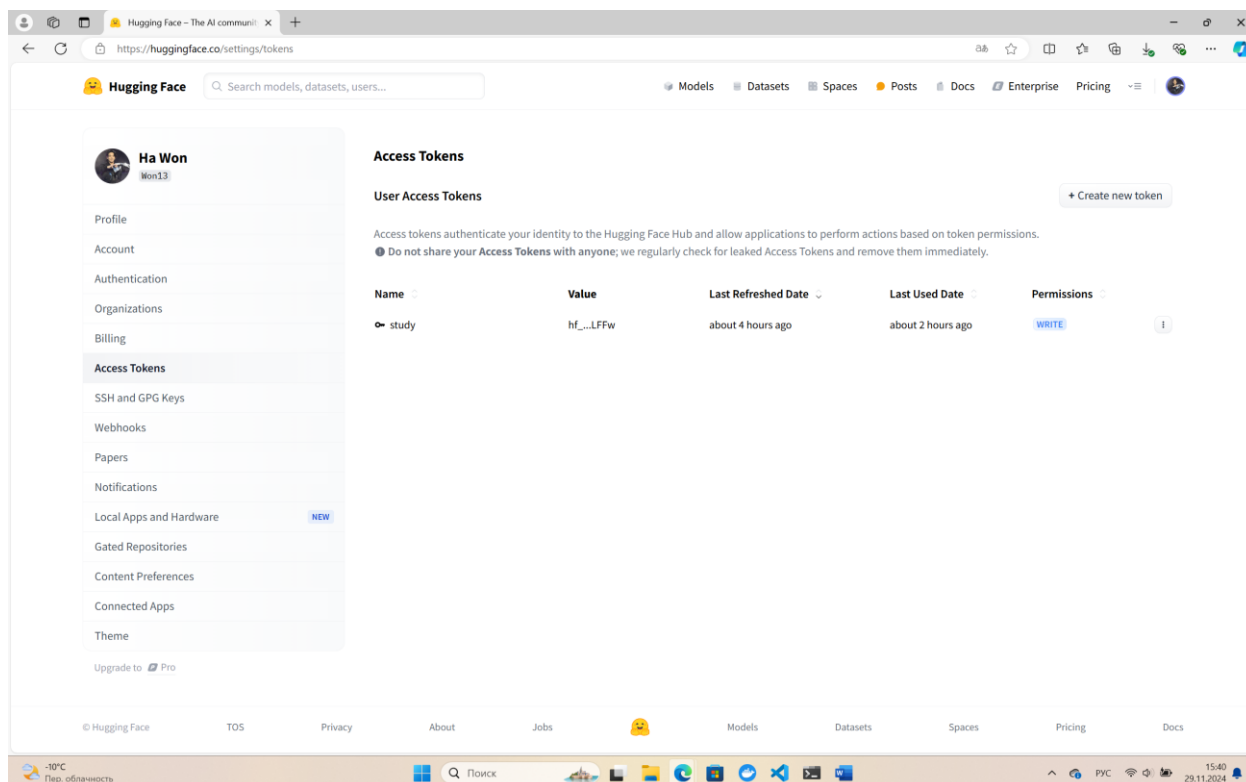 Hugging Face – The AI communit
https://huggingface.co/settings/tokens
Hugging Face
Search models, datasets, users...
Models
Datasets
Spaces
Posts
Docs
Enterprise
Pricing
Ha Won
Won13
Profile
Account
Authentication
Organizations
Billing
Access Tokens
SSH and GPG Keys
Webhooks
Papers
Notifications
Local Apps and Hardware NEW
Gated Repositories
Content Preferences
Connected Apps
Theme
Upgrade to Pro
Access Tokens
User Access Tokens
+ Create new token
Access tokens authenticate your identity to the Hugging Face Hub and allow applications to perform actions based on token permissions.
Do not share your Access Tokens with anyone; we regularly check for leaked Access Tokens and remove them immediately.
Name Value Last Refreshed Date Last Used Date Permissions
study hf_...LFFw about 4 hours ago about 2 hours ago WRITE
© Hugging Face TOS Privacy About Jobs Models Datasets Spaces Pricing Docs
-10°C
Пер. облачность
Поиск
РУС
15:40
29.11.2024